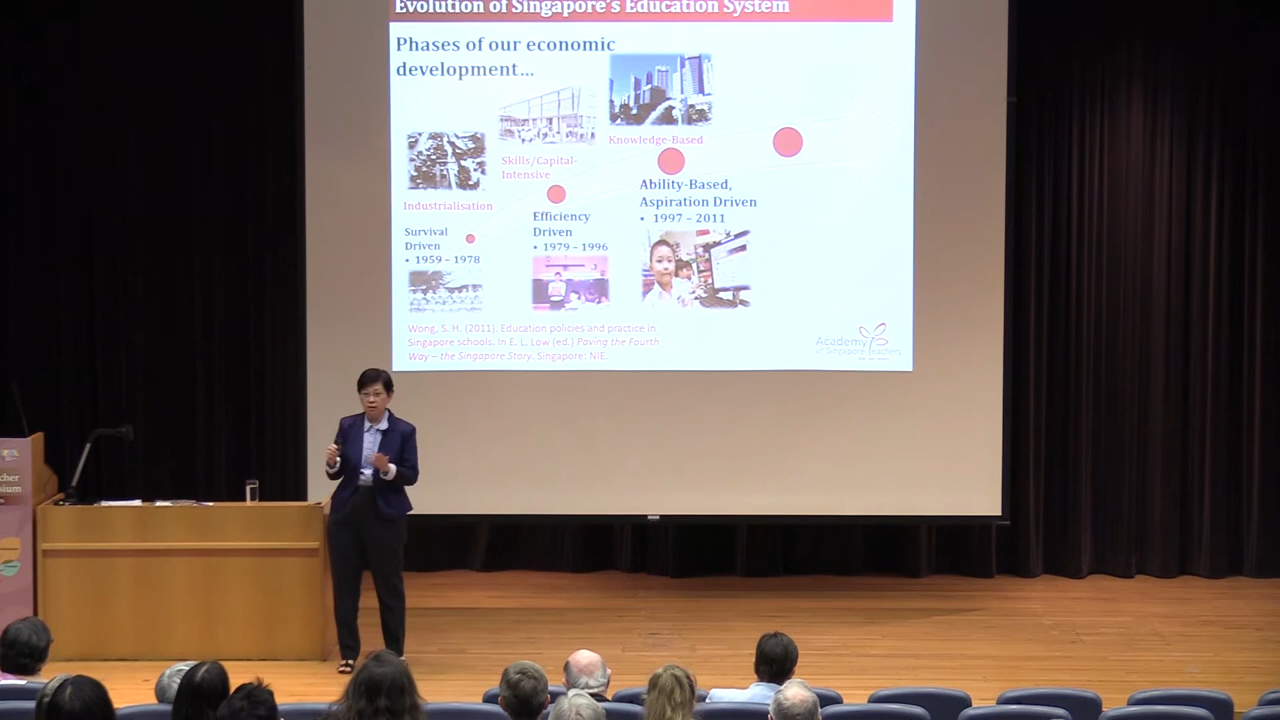 Evolution of Singapore's Education System
Phases of our economic
development...
Knowledge-Based
Skills/Capital-
Intensive
Industrialisation
Ability-Based,
Aspiration Driven
• 1997 – 2011
Efficiency
Driven
• 1979 – 1996
Survival
Driven
• 1959 – 1978
Wong, S. H. (2011). Education policies and practice in
Singapore schools. In E. L. Low (ed.) Paving the Fourth
Way – the Singapore Story. Singapore: NIE.
Academy
of Singapore Teachers
cher
sium